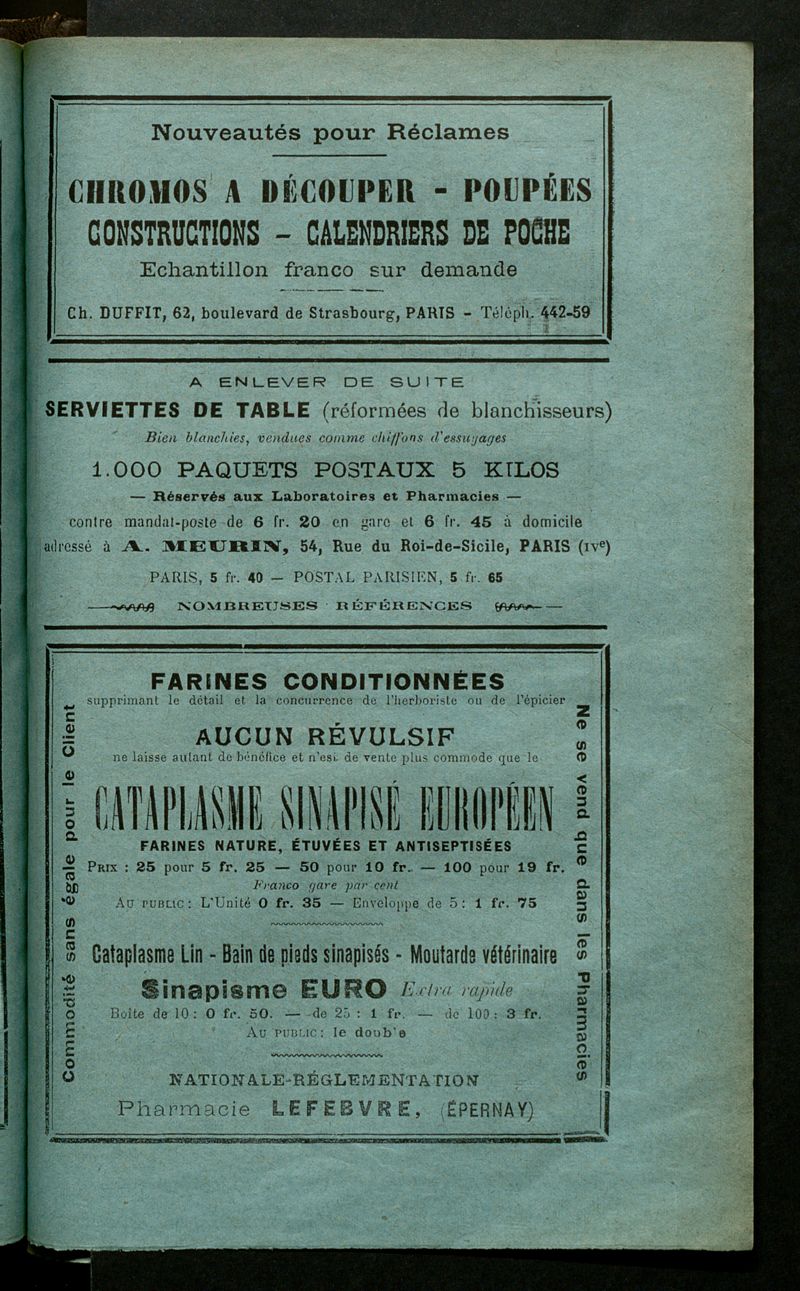 Nouveautés pour Réclames
CHROMOS A DÉCOUPER - POUPÉES
CONSTRUCTIONS - CALENDRIERS DE POCHE
Echantillon franco sur demande
Ch. DUFFIT, 62, boulevard de Strasbourg, PARIS - Téléph. 442-59
A ENLEVER DE SUITE
SERVIETTES DE TABLE (réformées de blanchisseurs)
Bien blanchies, vendues comme chiffons d'essuyages
1.000 PAQUETS POSTAUX 5 KILOS
— Réservés aux Laboratoires et Pharmacies —
contre mandat-poste de 6 fr. 20 en gare et 6 fr. 45 à domicile
adressé à A. MEURIN, 54, Rue du Roi-de-Sicile, PARIS (IVe)
PARIS, 5 fr. 40 — POSTAL PARISIEN, 5 fr. 65
NOMBREUSES RÉFÉRENCES
Commodité sans égale pour le Client
FARINES CONDITIONNÉES
supprimant le détail et la concurrence de l'herboriste ou de l'épicier
AUCUN RÉVULSIF
ne laisse autant de bénéfice et n'est de vente plus commode que le
CATAPLASME SINAPISÉ EUROPÉEN
FARINES NATURE, ÉTUVÉES ET ANTISEPTISÉES
PRIX : 25 pour 5 fr. 25 — 50 pour 10 fr. — 100 pour 19 fr.
Franco gare par cent
AU PUBLIC : L'Unité 0 fr. 35 — Enveloppe de 5 : 1 fr. 75
Cataplasme Lin - Bain de pieds sinapisés - Moutarde vétérinaire
Sinapisme EURO Extra rapide
Boîte de 10 : 0 fr. 50. — de 25 : 1 fr. — de 100 : 3 fr.
AU PUBLIC : le double
NATIONALE-RÉGLEMENTATION
Pharmacie LEFEBVRE, (ÉPERNAY)
Ne se vend que dans les Pharmacies